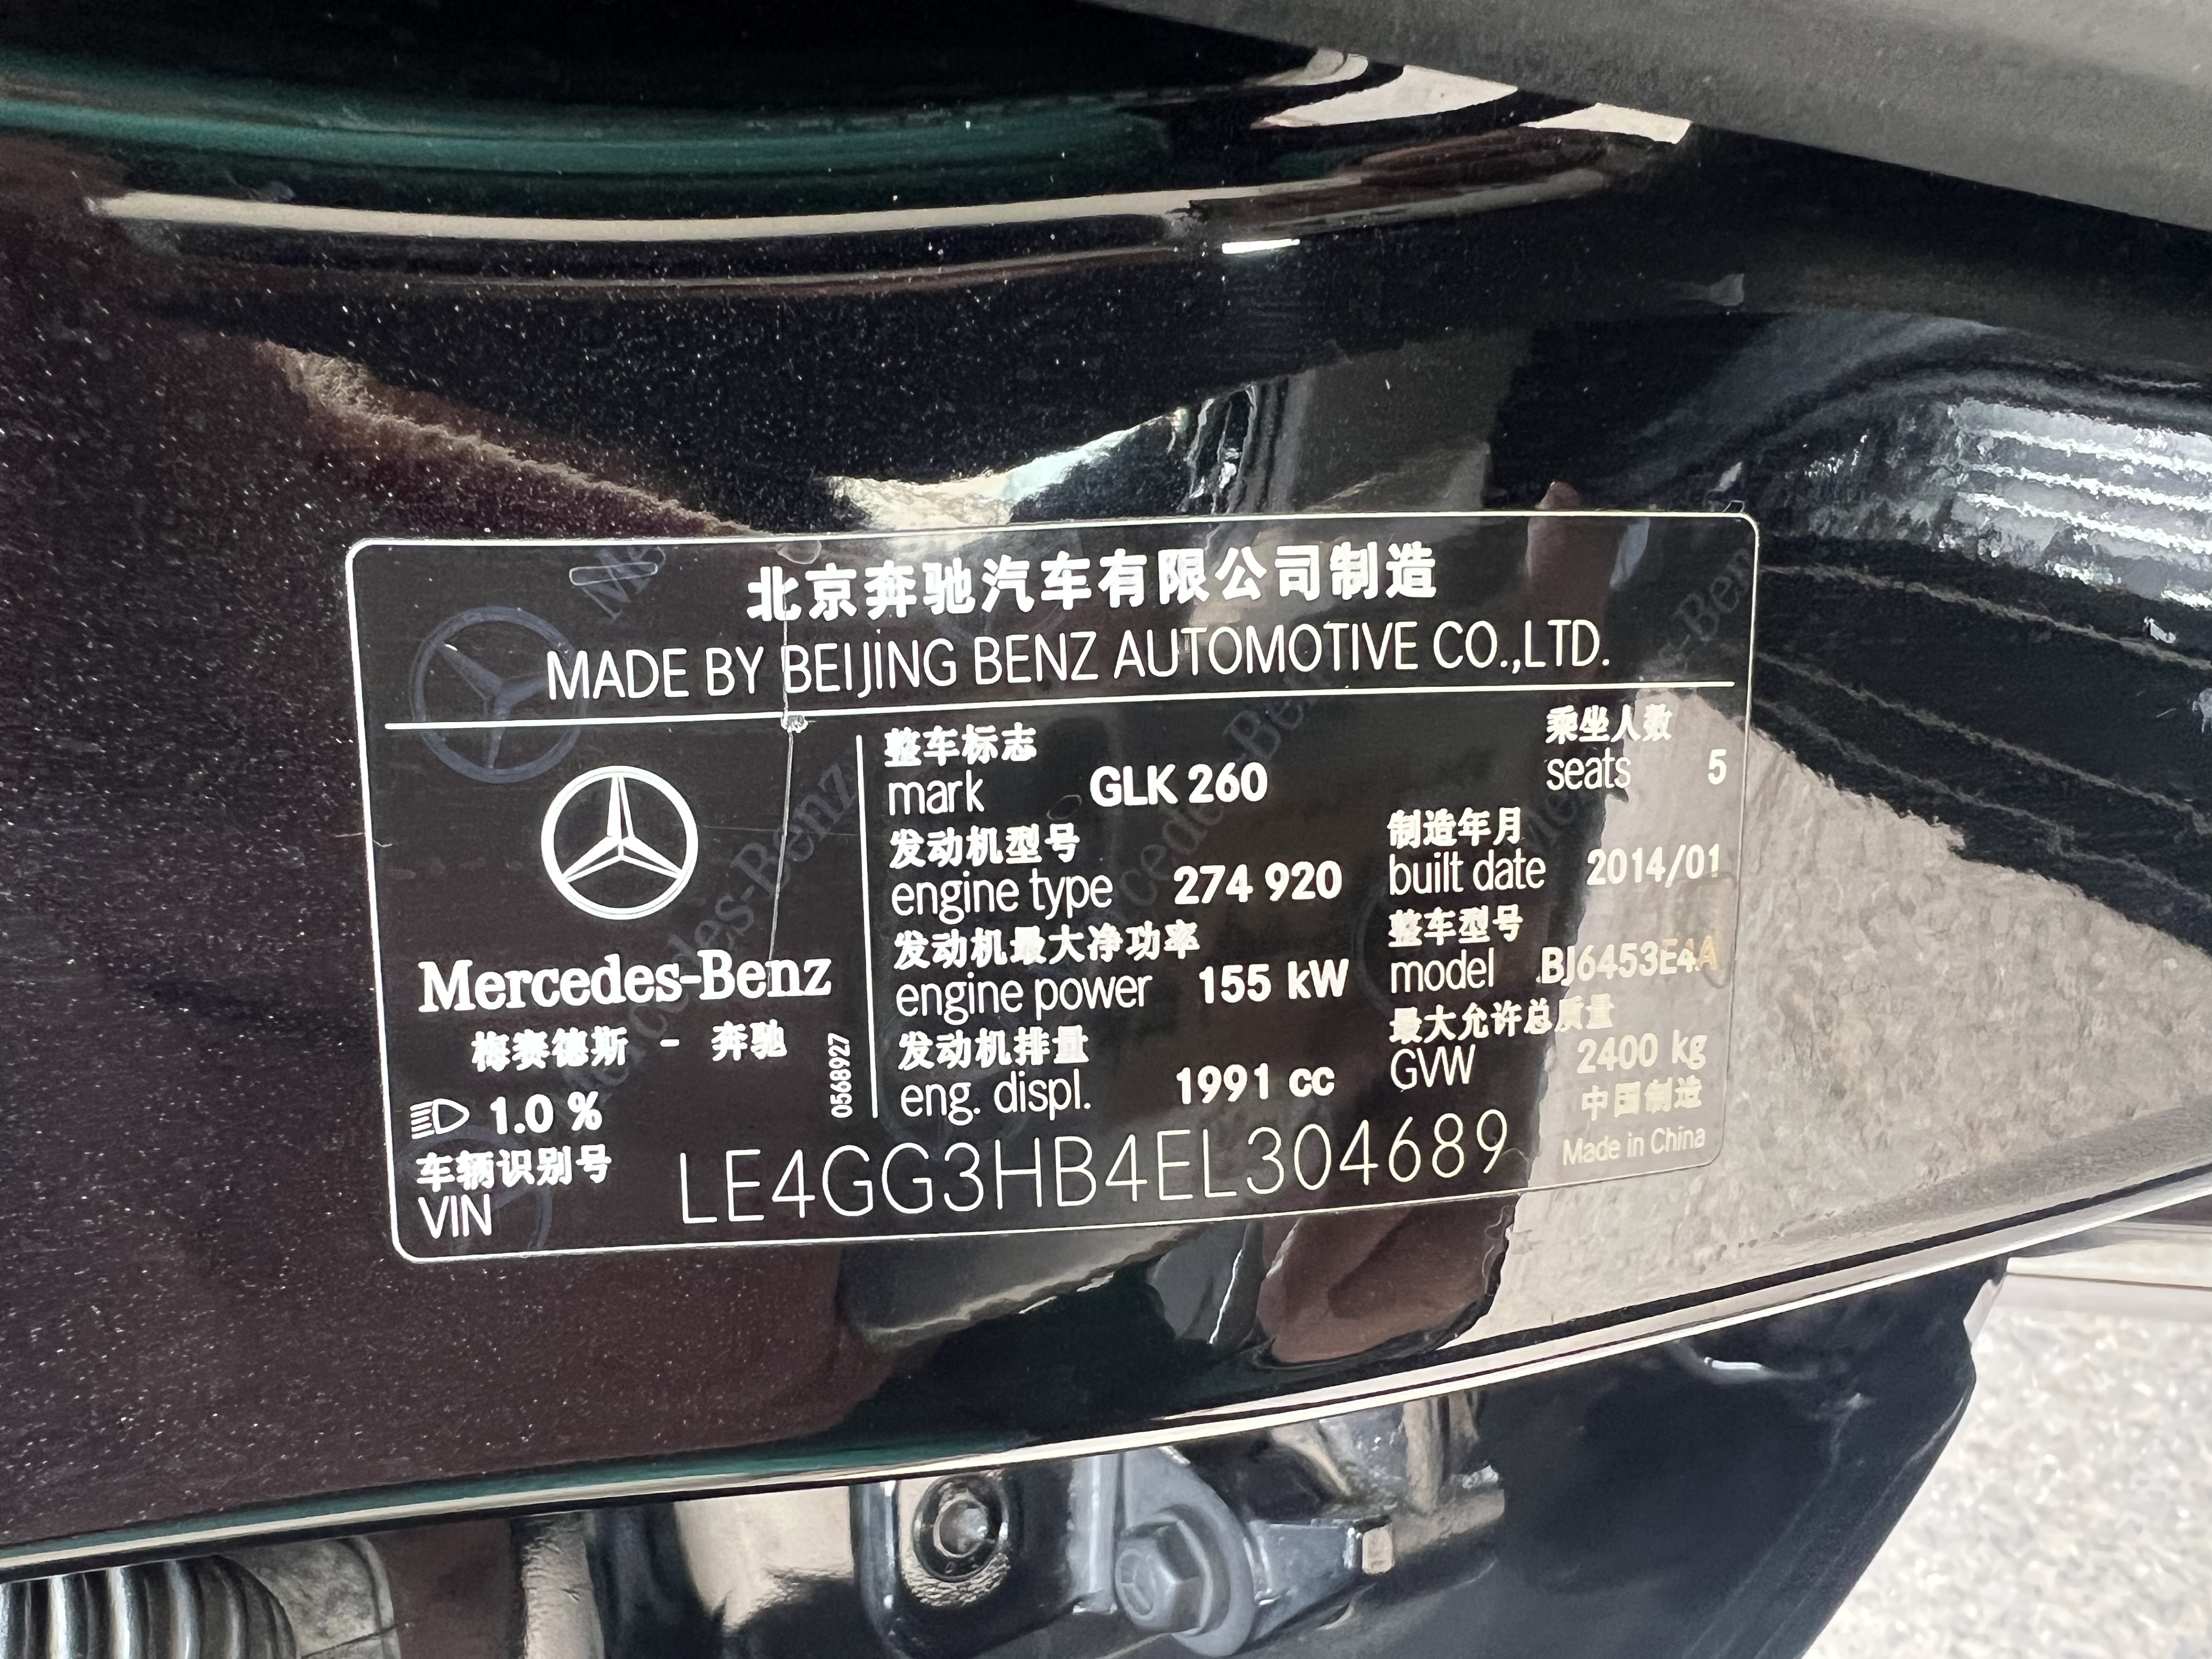 北京奔驰汽车有限公司制造
MADE BY BEIJING BENZ AUTOMOTIVE CO.,LTD.
Mercedes-Benz
梅赛德斯 - 奔驰
1.0 %
0568927
整车标志
mark GLK 260
乘坐人数
seats 5
发动机型号
engine type 274 920
制造年月
built date 2014/01
发动机最大净功率
engine power 155 kW
整车型号
model BJ6453E4A
发动机排量
eng. displ. 1991 cc
最大允许总质量
GVW 2400 kg
中国制造
Made in China
车辆识别号
VIN LE4GG3HB4EL304689